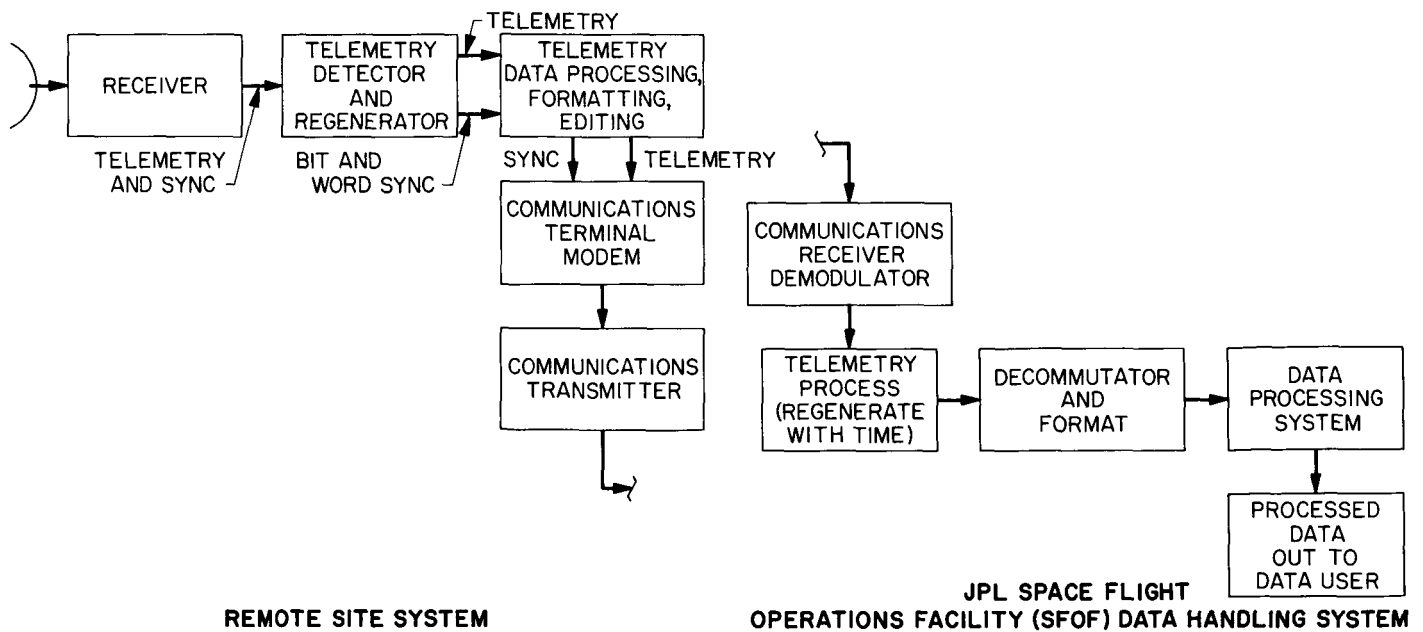 TELEMETRY
RECEIVER
TELEMETRY
DETECTOR
AND
REGENERATOR
TELEMETRY
DATA PROCESSING,
FORMATTING,
EDITING
TELEMETRY
AND SYNC
BIT AND
WORD SYNC
SYNC
TELEMETRY
COMMUNICATIONS
TERMINAL
MODEM
COMMUNICATIONS
TRANSMITTER
COMMUNICATIONS
RECEIVER
DEMODULATOR
TELEMETRY
PROCESS
(REGENERATE
WITH TIME)
DECOMMUTATOR
AND
FORMAT
DATA
PROCESSING
SYSTEM
PROCESSED
DATA
OUT TO
DATA USER
REMOTE SITE SYSTEM
JPL SPACE FLIGHT
OPERATIONS FACILITY (SFOF) DATA HANDLING SYSTEM